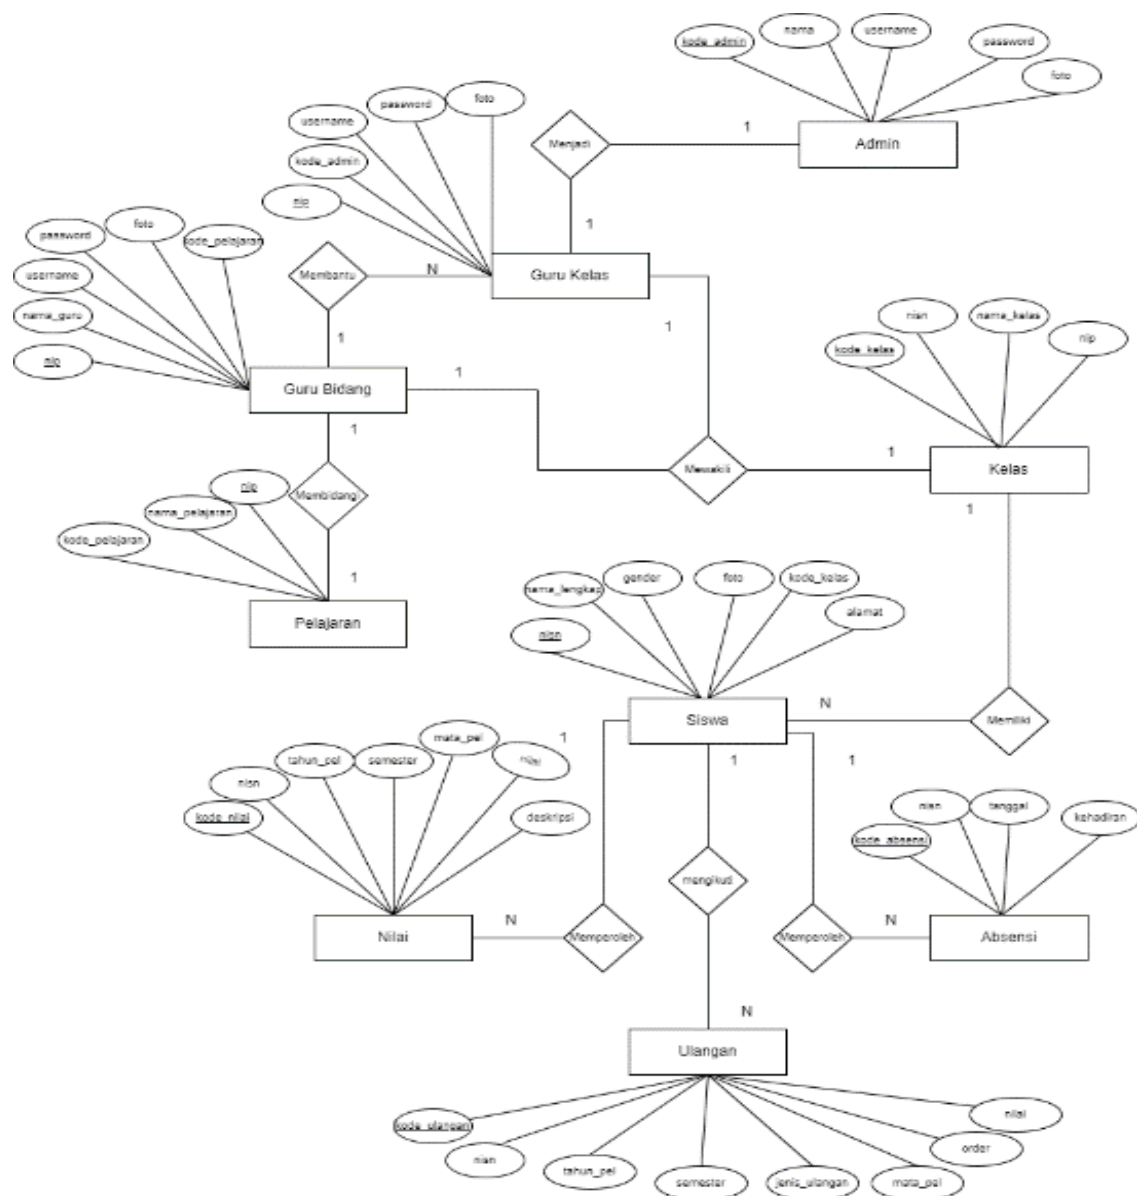 nama
username
kode_admin
password
foto
Admin
1
Menjadi
1
foto
password
username
kode_admin
nip
Guru Kelas
N
Membantu
1
1
foto
password
kode_pelajaran
username
nama_guru
nip
Guru Bidang
1
1
Membidangi
1
nip
nama_pelajaran
kode_pelajaran
Pelajaran
Mewakili
1
nisn
nama_kelas
kode_kelas
nip
Kelas
1
Memiliki
N
gender
foto
kode_kelas
nama_lengkap
alamat
nisn
Siswa
1
1
1
mata_pel
tahun_pel
semester
nisn
kode_nilai
deskripsi
Nilai
N
Memperoleh
mengikuti
Memperoleh
N
nisn
tanggal
kehadiran
kode_absensi
Absensi
N
Ulangan
kode_ulangan
nisn
tahun_pel
semester
jenis_ulangan
mata_pel
order
nilai